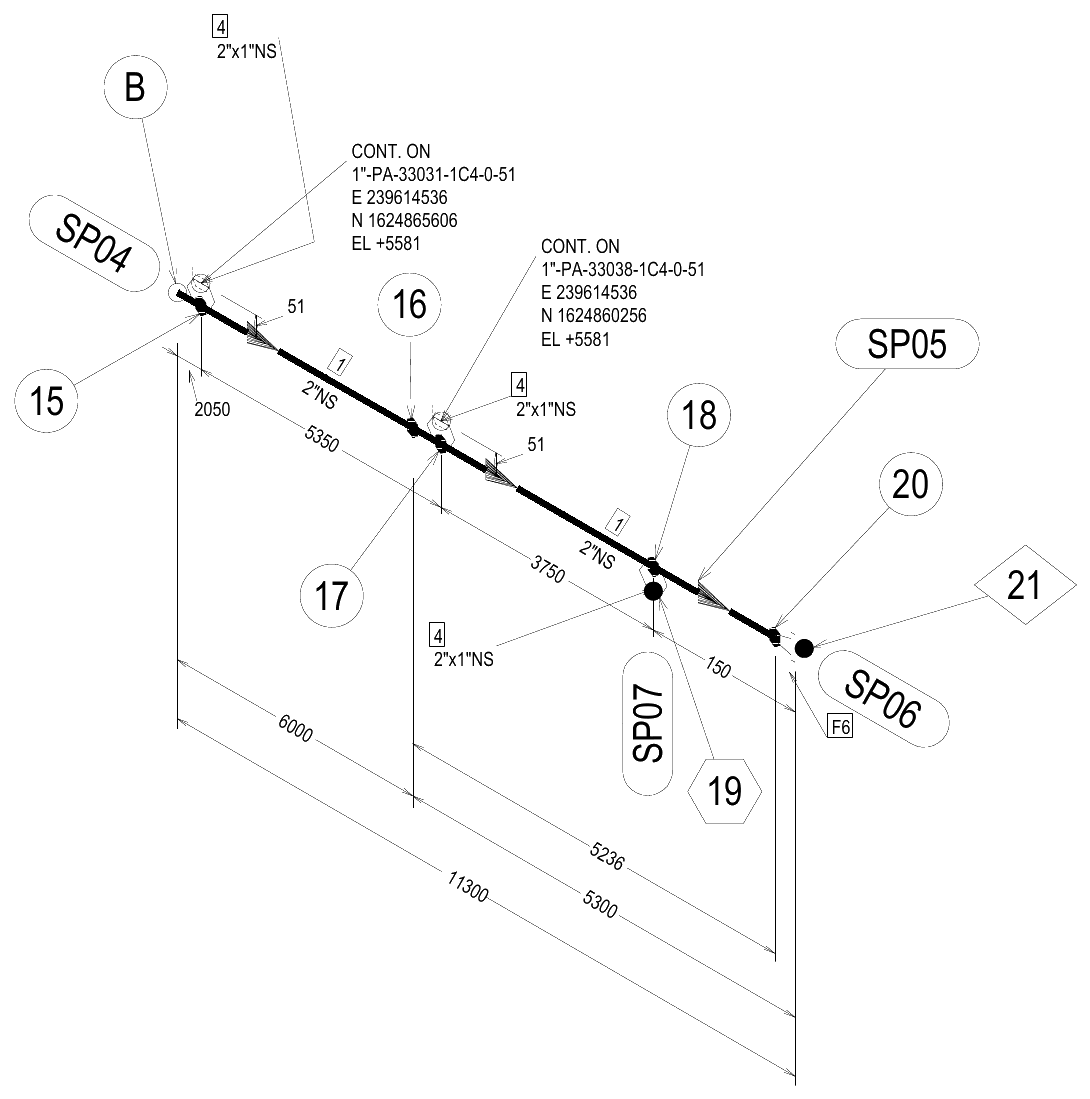 4
2"x1"NS
B
CONT. ON
1"-PA-33031-1C4-0-51
E 239614536
N 1624865606
EL +5581
SP04
CONT. ON
1"-PA-33038-1C4-0-51
E 239614536
N 1624860256
EL +5581
51
16
SP05
1
2"NS
15
2050
4
2"x1"NS
18
5350
51
20
1
2"NS
3750
17
21
4
2"x1"NS
150
SP06
SP07
F6
6000
19
5236
11300
5300